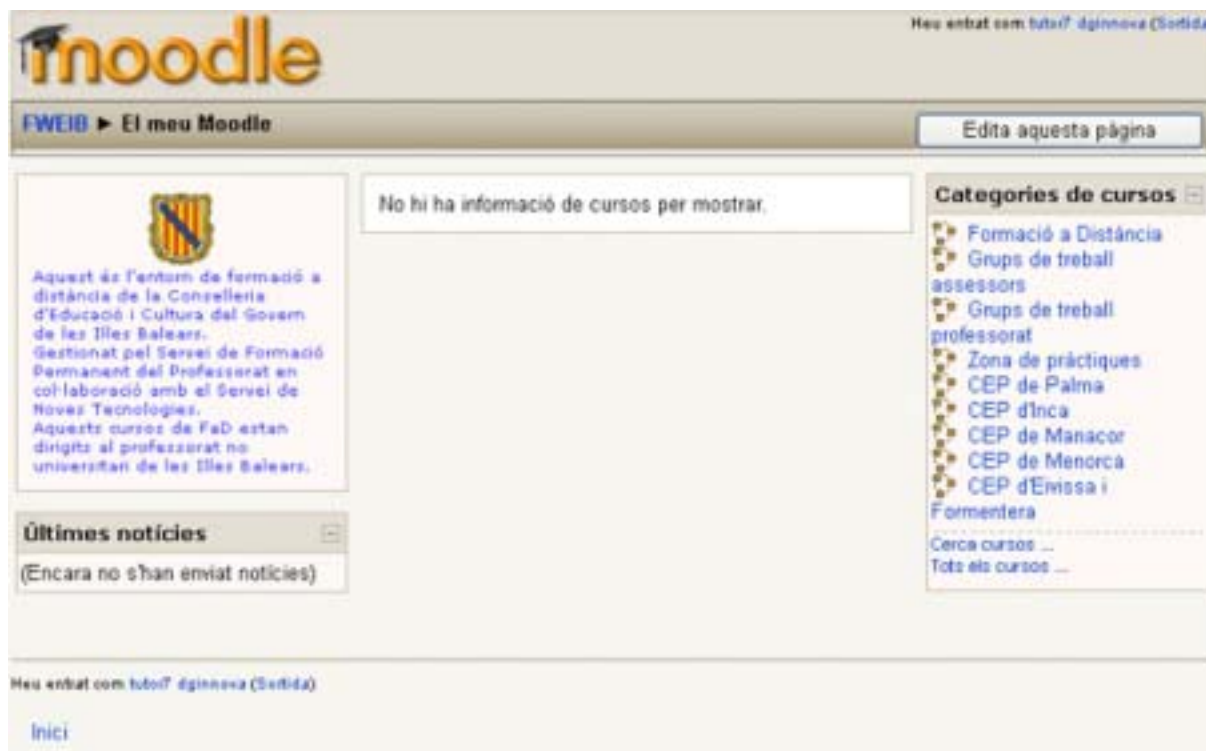 moodle
Heu entrat com tutoi7 dginnova (Sortida
FWEIB ► El meu Moodle
Edita aquesta pàgina
Aquest és l'entorn de formació a
distància de la Conselleria
d'Educació i Cultura del Govern
de les Illes Balears.
Gestionat pel Servei de Formació
Permanent del Professorat en
col·laboració amb el Servei de
Noves Tecnologies.
Aquests cursos de FaD estan
dirigits al professorat no
universitari de les Illes Balears.
Últimes notícies
(Encara no s'han enviat notícies)
No hi ha informació de cursos per mostrar.
Categories de cursos
Formació a Distància
Grups de treball
assessors
Grups de treball
professorat
Zona de pràctiques
CEP de Palma
CEP d'Inca
CEP de Manacor
CEP de Menorca
CEP d'Eivissa i
Formentera
Cerca cursos ...
Tots els cursos ...
Heu entrat com tutoi7 dginnova (Sortida)
Inici